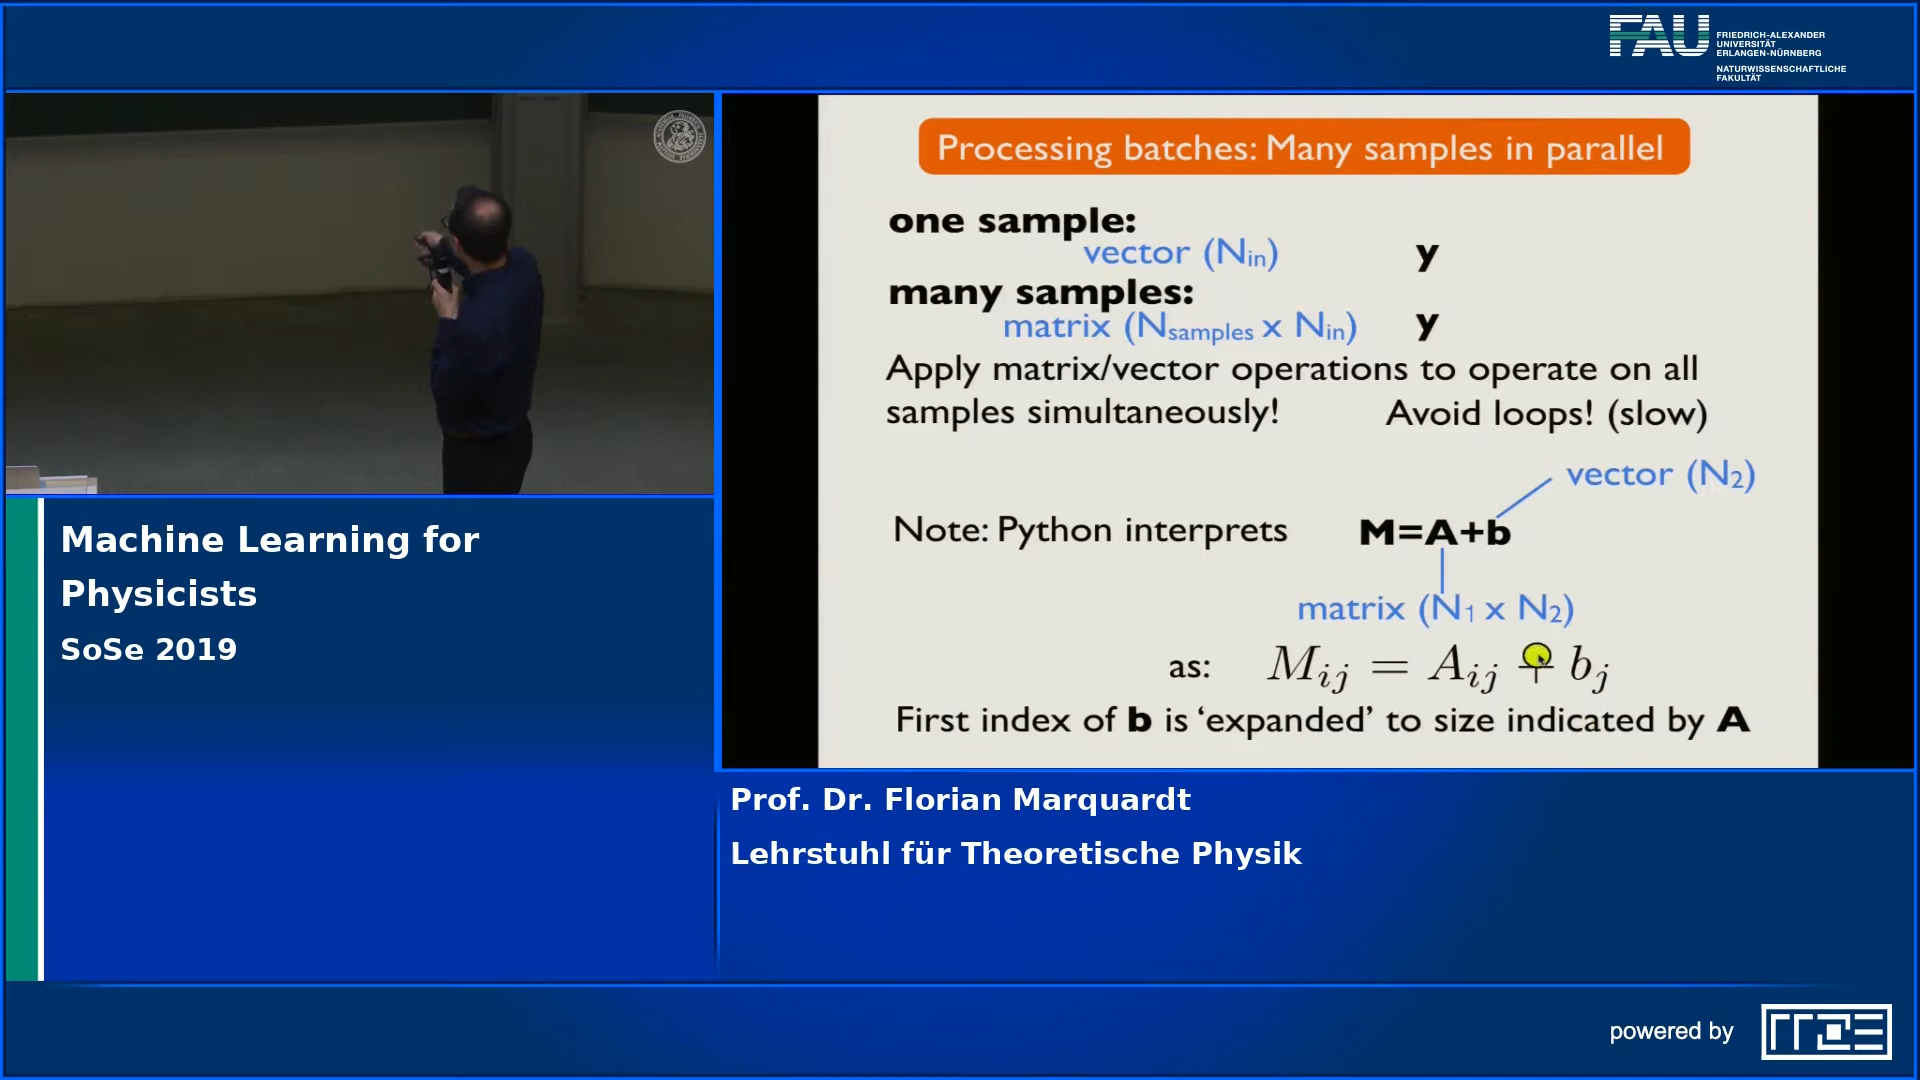 FAU
FRIEDRICH-ALEXANDER
UNIVERSITÄT
ERLANGEN-NÜRNBERG
NATURWISSENSCHAFTLICHE
FAKULTÄT
Processing batches: Many samples in parallel
one sample:
vector (Nin) y
many samples:
matrix (Nsamples x Nin) y
Apply matrix/vector operations to operate on all
samples simultaneously! Avoid loops! (slow)
vector (N2)
Note: Python interprets M=A+b
matrix (N1 x N2)
as: Mij = Aij + bj
First index of b is ‘expanded’ to size indicated by A
Machine Learning for
Physicists
SoSe 2019
Prof. Dr. Florian Marquardt
Lehrstuhl für Theoretische Physik
powered by
rrze